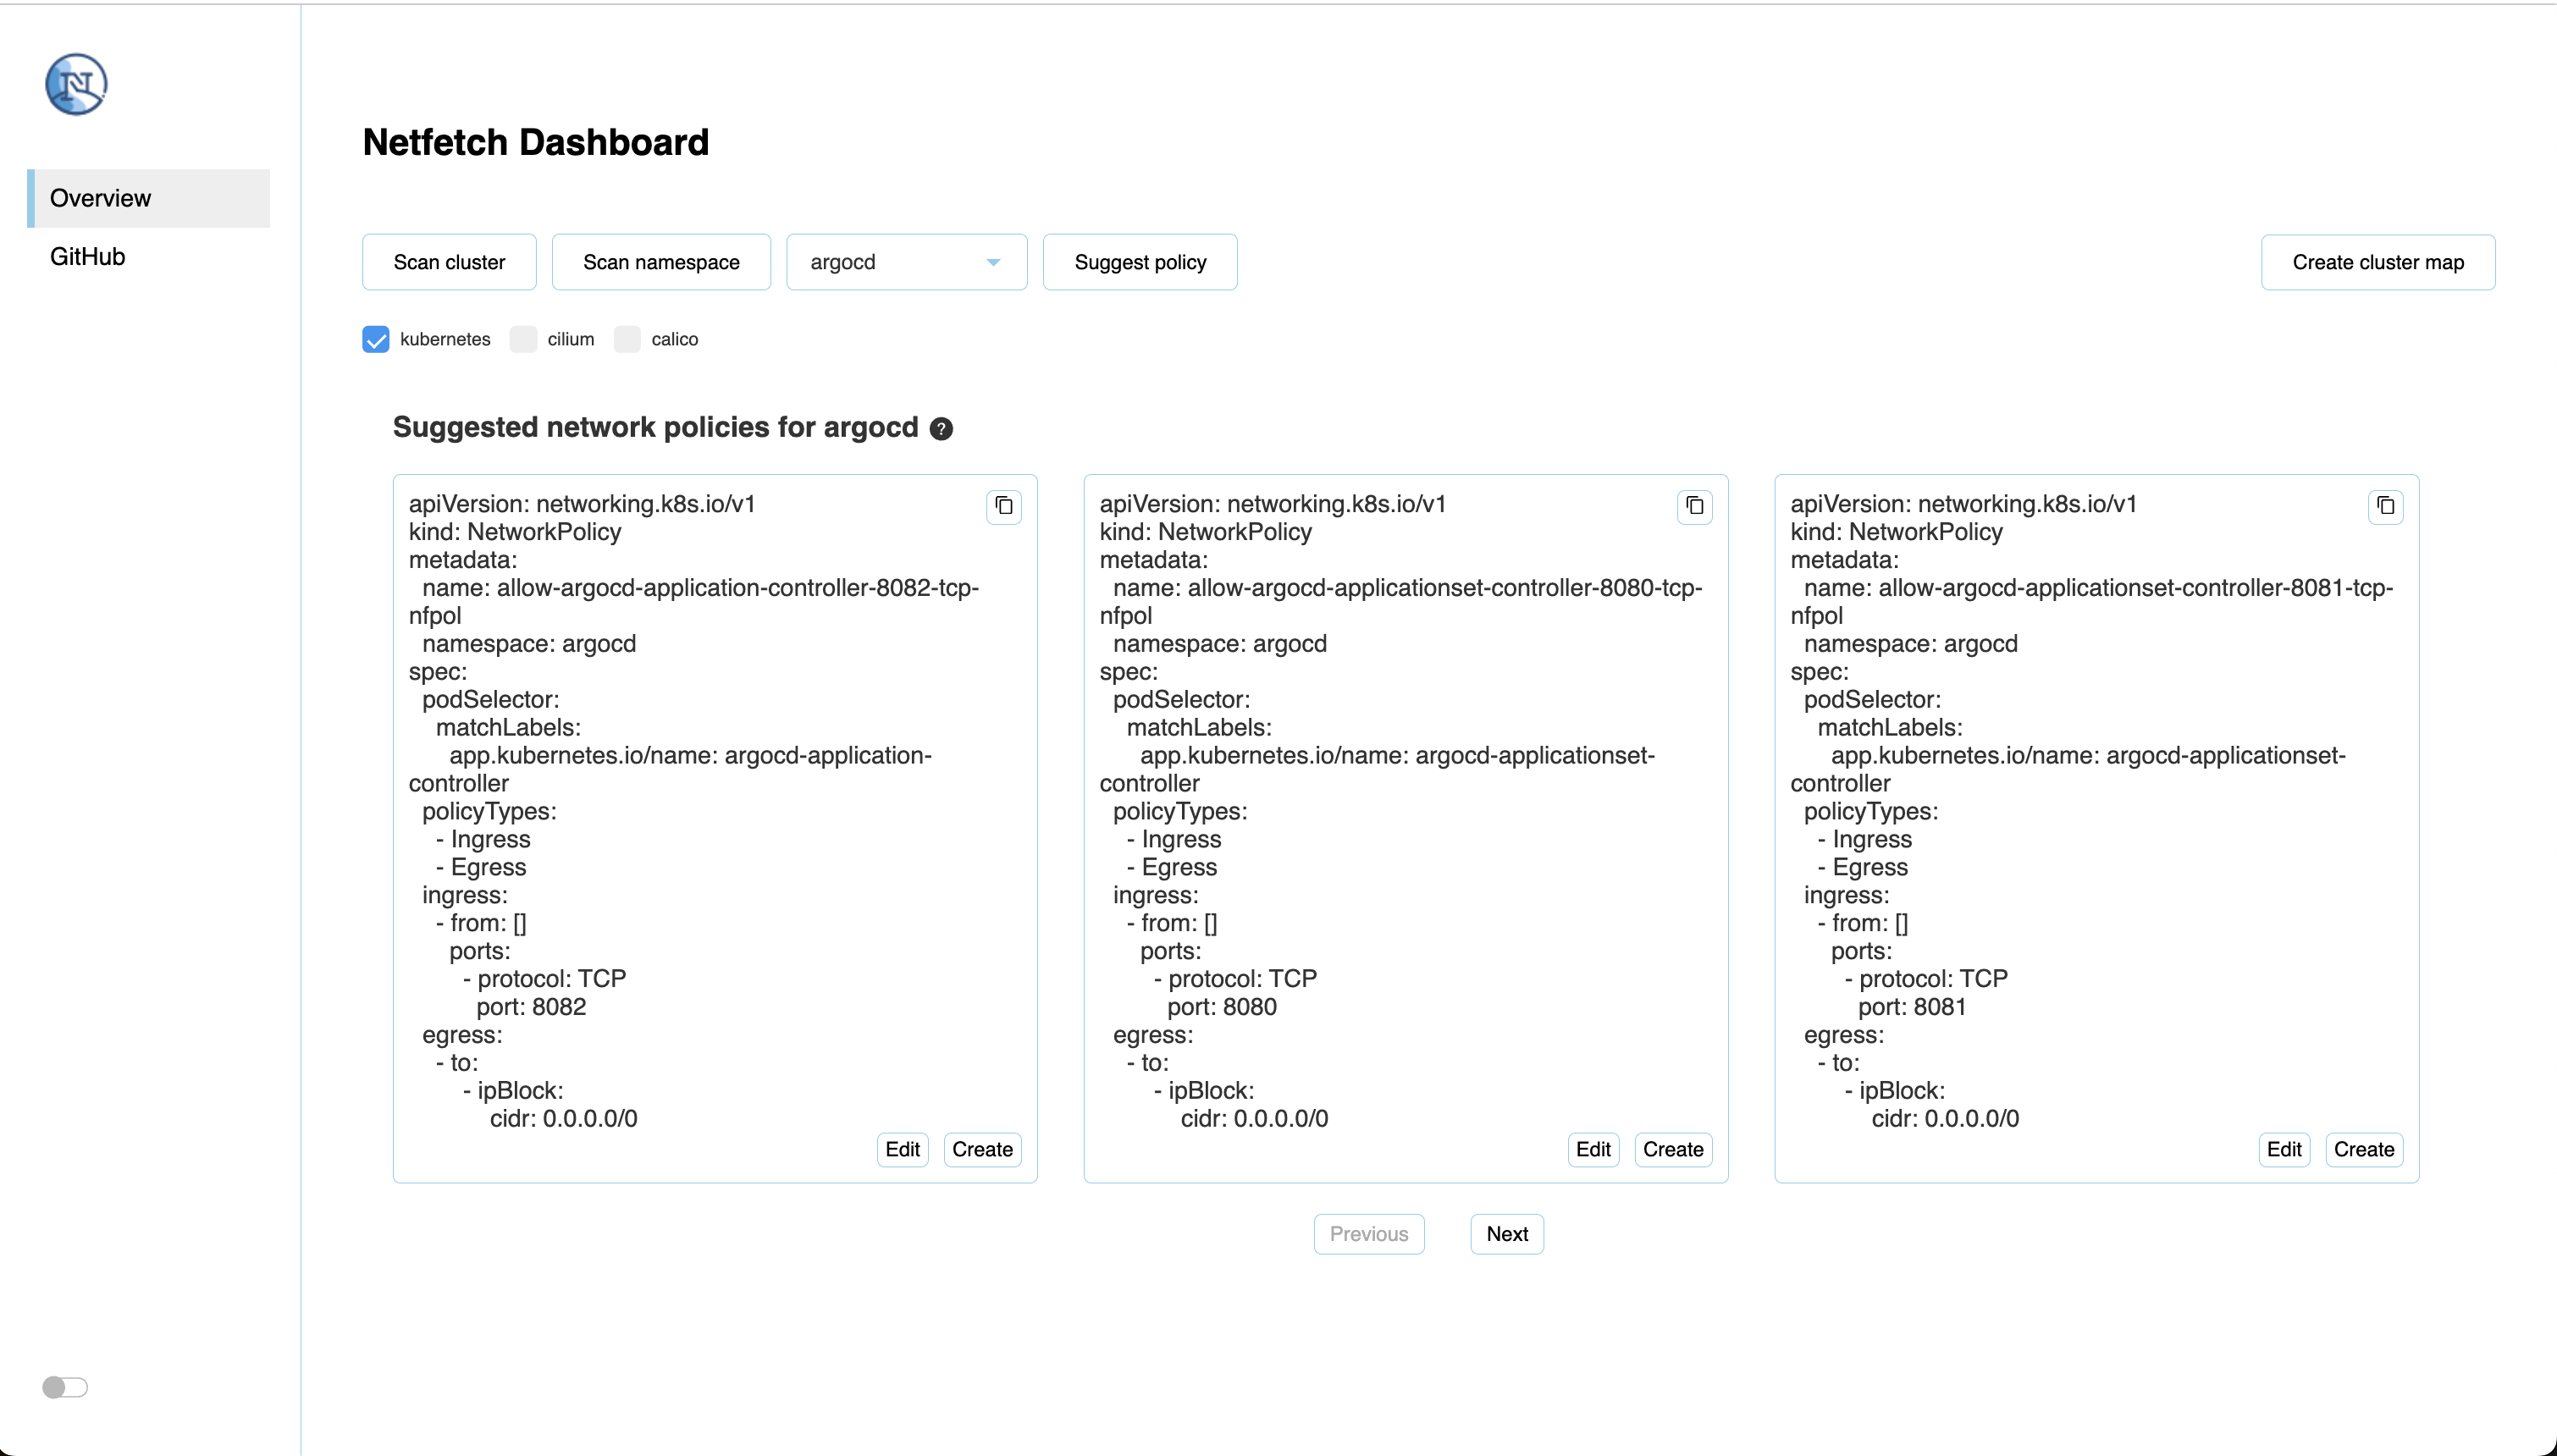 N
Overview
GitHub
Netfetch Dashboard
Scan cluster
Scan namespace
argocd
Suggest policy
Create cluster map
kubernetes
cilium
calico
Suggested network policies for argocd ?
apiVersion: networking.k8s.io/v1
kind: NetworkPolicy
metadata:
  name: allow-argocd-application-controller-8082-tcp-
nfpol
  namespace: argocd
spec:
  podSelector:
    matchLabels:
      app.kubernetes.io/name: argocd-application-
controller
  policyTypes:
    - Ingress
    - Egress
  ingress:
    - from: []
      ports:
        - protocol: TCP
          port: 8082
  egress:
    - to:
        - ipBlock:
            cidr: 0.0.0.0/0
Edit
Create
apiVersion: networking.k8s.io/v1
kind: NetworkPolicy
metadata:
  name: allow-argocd-applicationset-controller-8080-tcp-
nfpol
  namespace: argocd
spec:
  podSelector:
    matchLabels:
      app.kubernetes.io/name: argocd-applicationset-
controller
  policyTypes:
    - Ingress
    - Egress
  ingress:
    - from: []
      ports:
        - protocol: TCP
          port: 8080
  egress:
    - to:
        - ipBlock:
            cidr: 0.0.0.0/0
Edit
Create
apiVersion: networking.k8s.io/v1
kind: NetworkPolicy
metadata:
  name: allow-argocd-applicationset-controller-8081-tcp-
nfpol
  namespace: argocd
spec:
  podSelector:
    matchLabels:
      app.kubernetes.io/name: argocd-applicationset-
controller
  policyTypes:
    - Ingress
    - Egress
  ingress:
    - from: []
      ports:
        - protocol: TCP
          port: 8081
  egress:
    - to:
        - ipBlock:
            cidr: 0.0.0.0/0
Edit
Create
Previous
Next